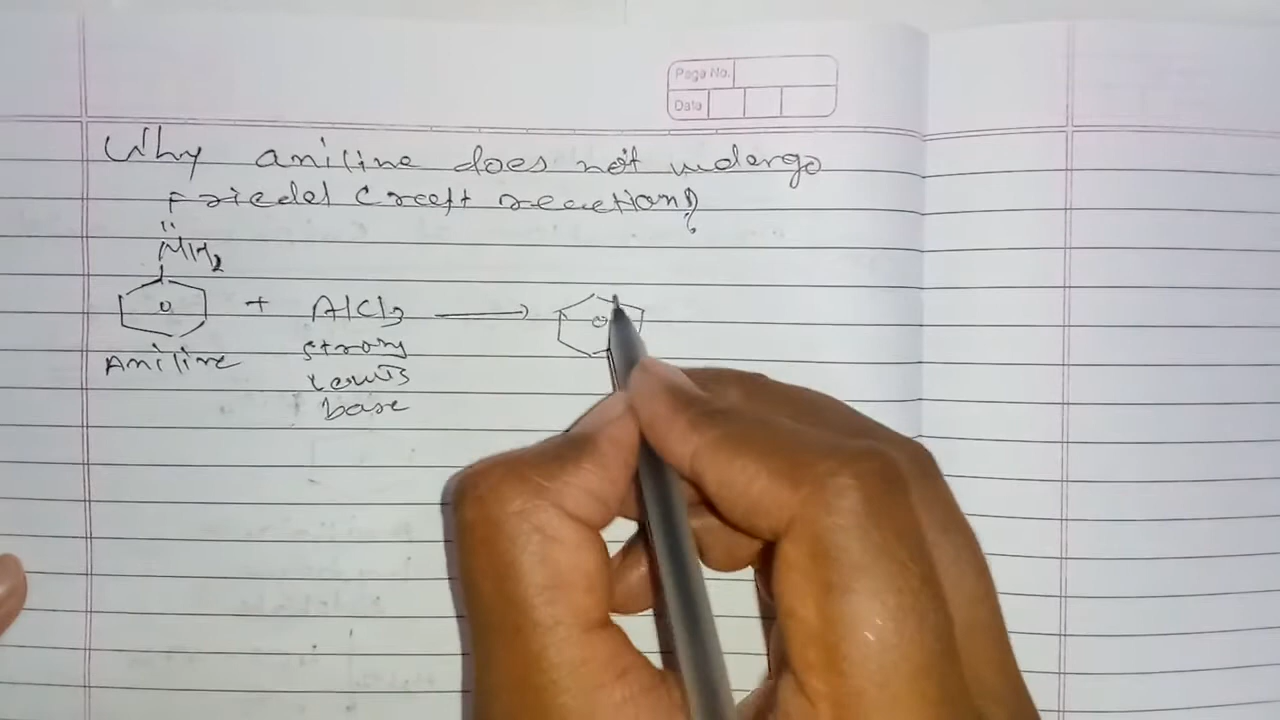 Page No.
Date
Why aniline does not undergo
Friedel Craft reaction?
NH2
+ AlCl3
Aniline
strong
Lewis
base